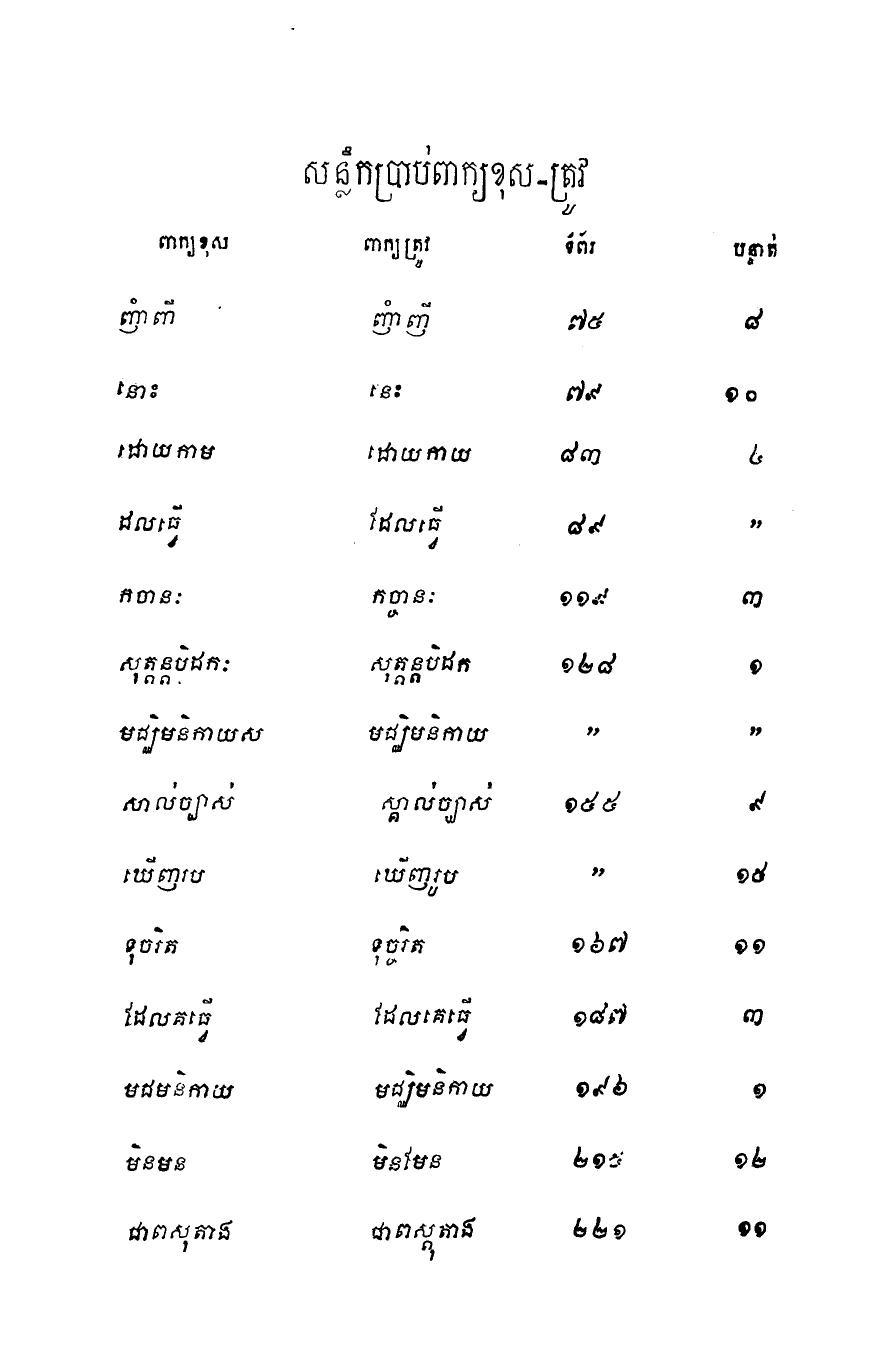 សន្លឹកប្រាប់ពាក្យខុស-ត្រូវ
ពាក្យខុស ពាក្យត្រូវ ទំព័រ បន្ទាត់
ញុំាពី ញុំាញី ៧៥ ៨
នោះ នេះ ៧៩ ១០
ដោយកាម ដោយកាយ ៨៣ ៤
ដលធ្វើ ដែលធ្វើ ៨៩ ”
កចានៈ កច្ចានៈ ១១៩ ៣
សុត្តន្តបិដកៈ សុត្តន្តបិដក ១២៨ ១
មជ្ឈិមនិកាយស មជ្ឈិមនិកាយ ” ”
សាល់ច្បាស់ ស្គាល់ច្បាស់ ១៥៥ ៩
ឃើញរប ឃើញរូប ” ១៥
ទុចរិត ទុច្ចរិត ១៦៧ ១១
ដែលគធ្វើ ដែលគេធ្វើ ១៨៧ ៣
មជមនិកាយ មជ្ឈិមនិកាយ ១៩៦ ១
មិនមន មិនមែន ២១៥ ១២
ជាពសុតាង ជាពស្តុតាង ២២១ ១១